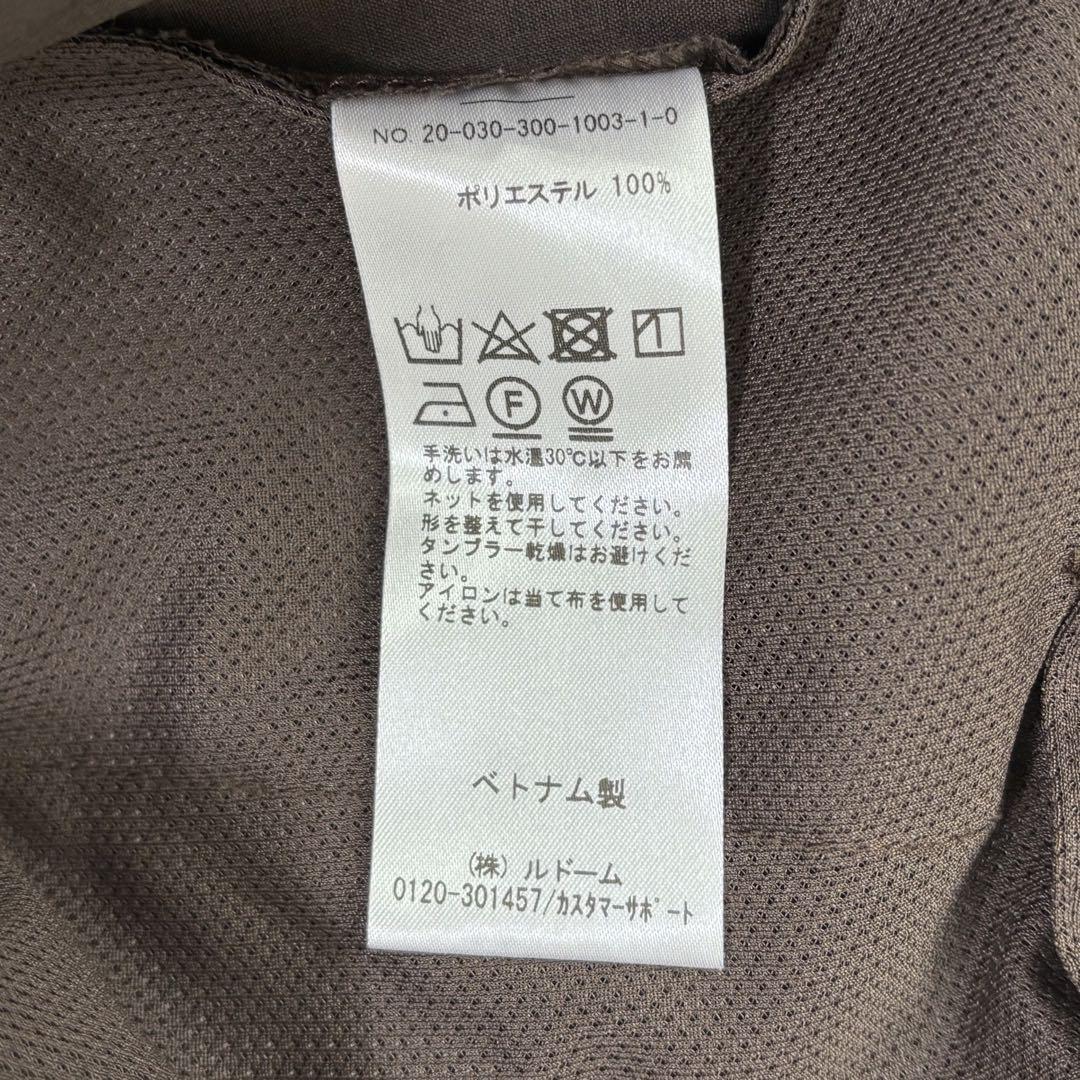 NO. 20-030-300-1003-1-0
ポリエステル 100%
F W
手洗いは水温30℃以下をお薦
めします。
ネットを使用してください。
形を整えて干してください。
タンブラー乾燥はお避けくだ
さい。
アイロンは当て布を使用して
ください。
ベトナム製
(株)ルドーム
0120-301457/カスタマーサポート